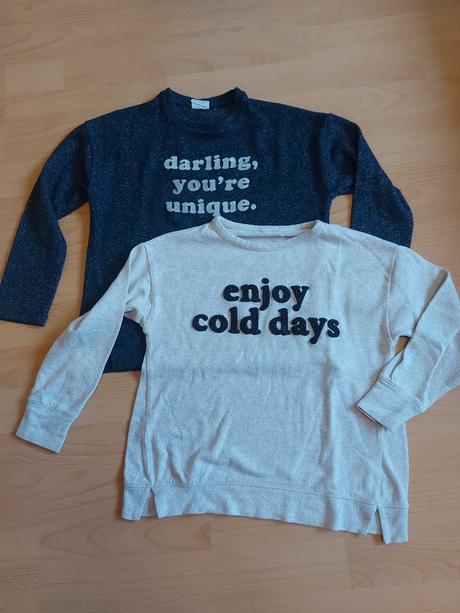 darling,
you're
unique.
enjoy
cold days